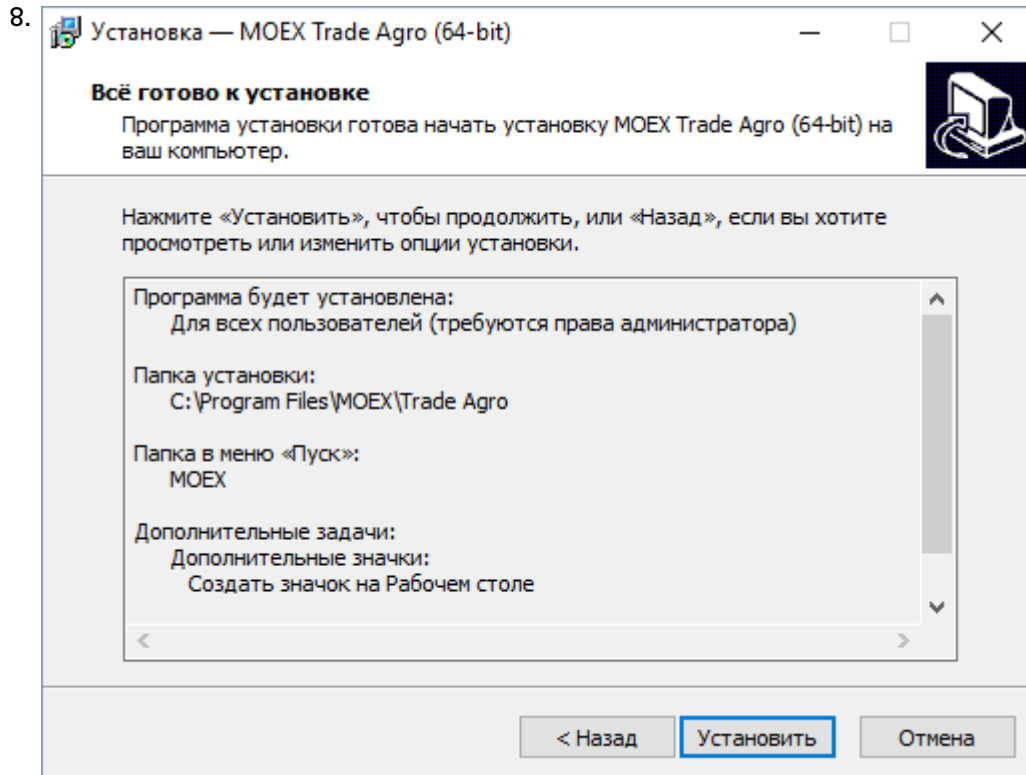 8.
Установка — MOEX Trade Agro (64-bit)
Всё готово к установке
Программа установки готова начать установку MOEX Trade Agro (64-bit) на
ваш компьютер.
Нажмите «Установить», чтобы продолжить, или «Назад», если вы хотите
просмотреть или изменить опции установки.
Программа будет установлена:
Для всех пользователей (требуются права администратора)
Папка установки:
C:\Program Files\MOEX\Trade Agro
Папка в меню «Пуск»:
MOEX
Дополнительные задачи:
Дополнительные значки:
Создать значок на Рабочем столе
< Назад Установить Отмена